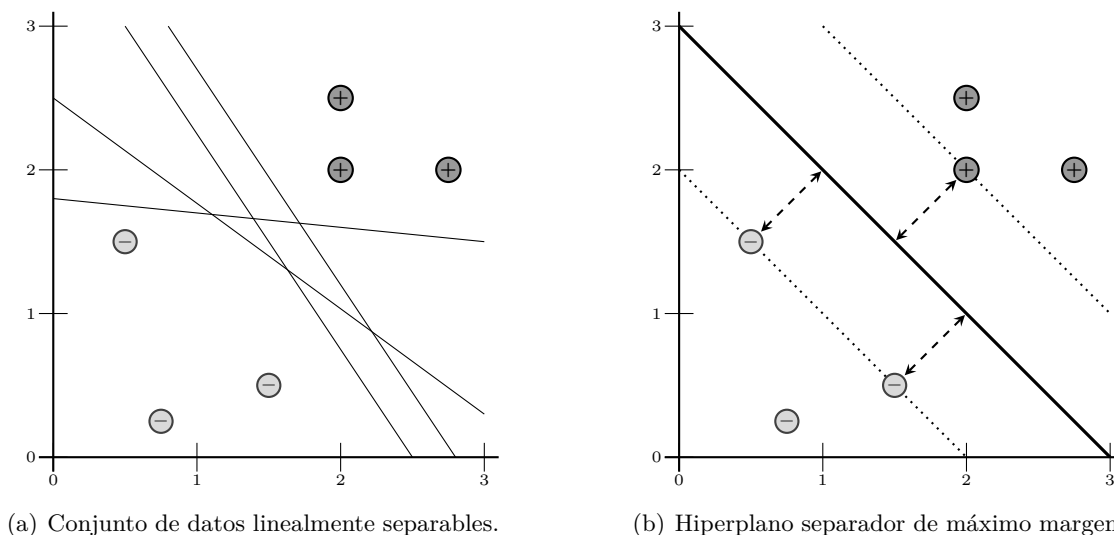 3
2
1
0
0 1 2 3
(a) Conjunto de datos linealmente separables.
3
2
1
0
0 1 2 3
(b) Hiperplano separador de máximo margen